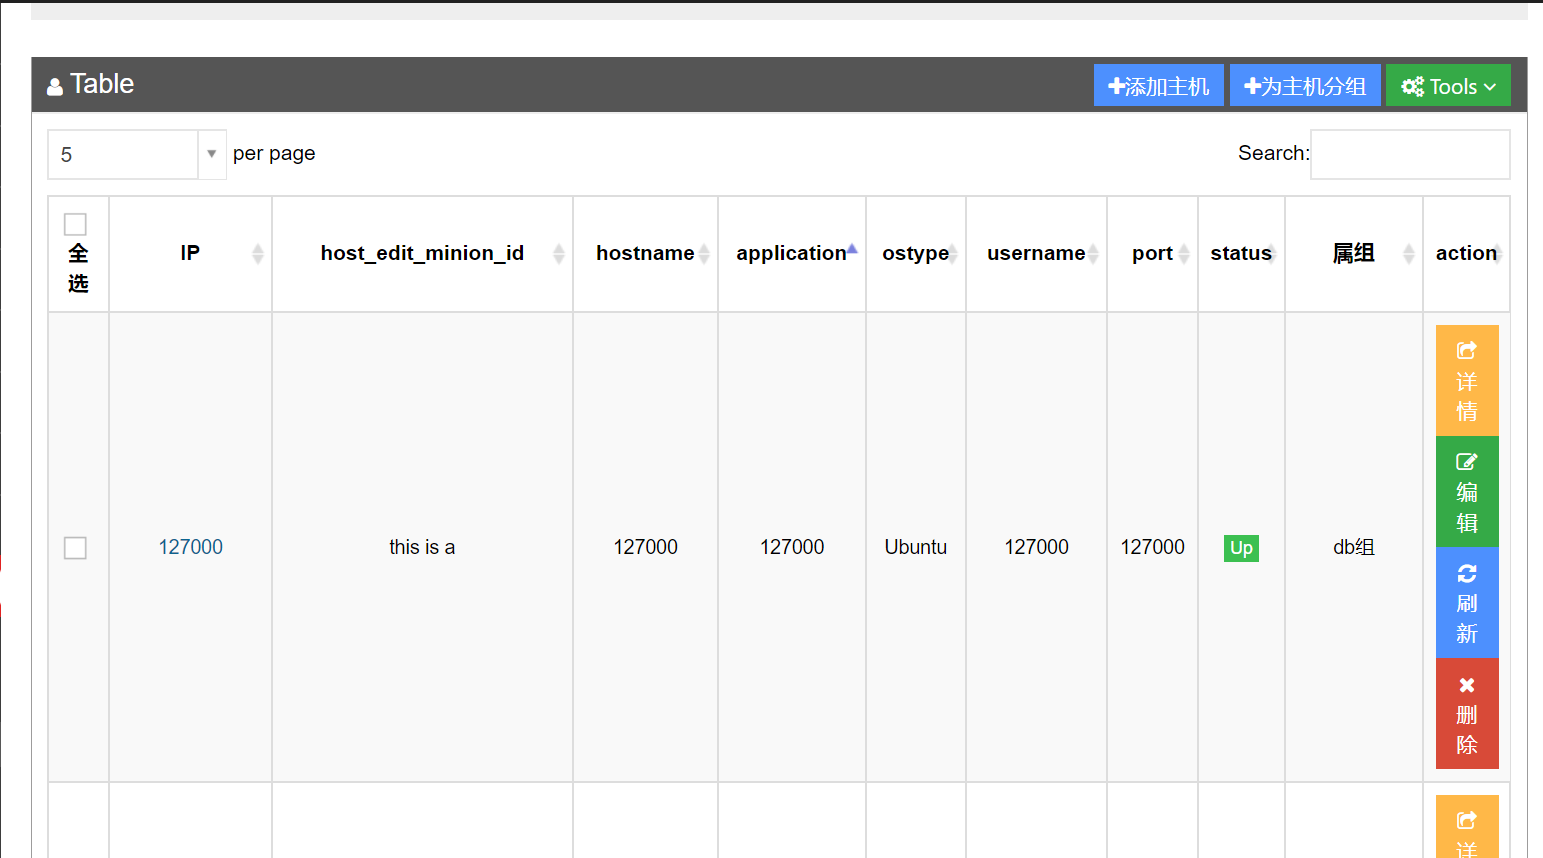 Table
添加主机 为主机分组 Tools
5 per page Search:
全选 IP host_edit_minion_id hostname application ostype username port status 属组 action
127000 this is a 127000 127000 Ubuntu 127000 127000 Up db组
详情
编辑
刷新
删除
详